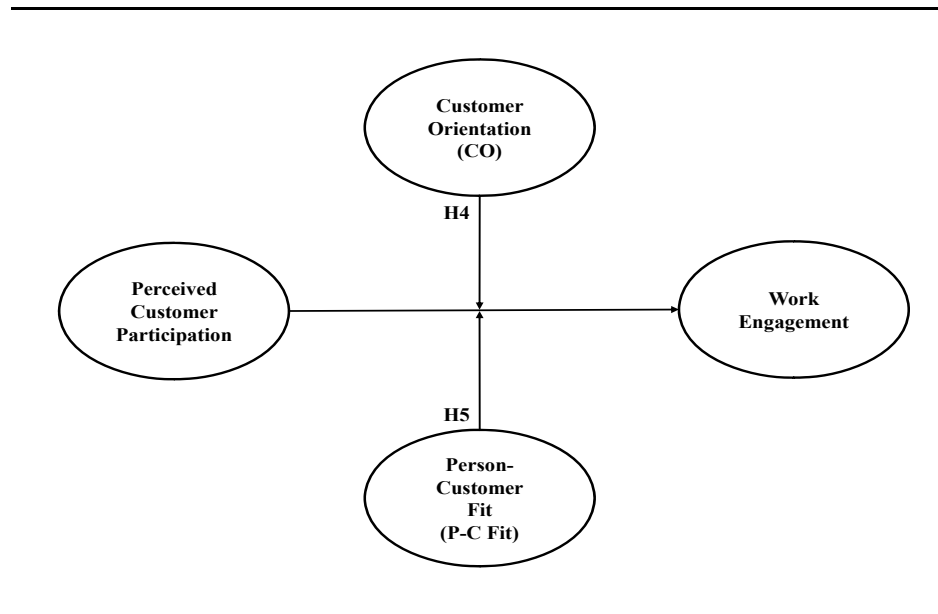 Customer
Orientation
(CO)
H4
Perceived
Customer
Participation
Work
Engagement
H5
Person-
Customer
Fit
(P-C Fit)